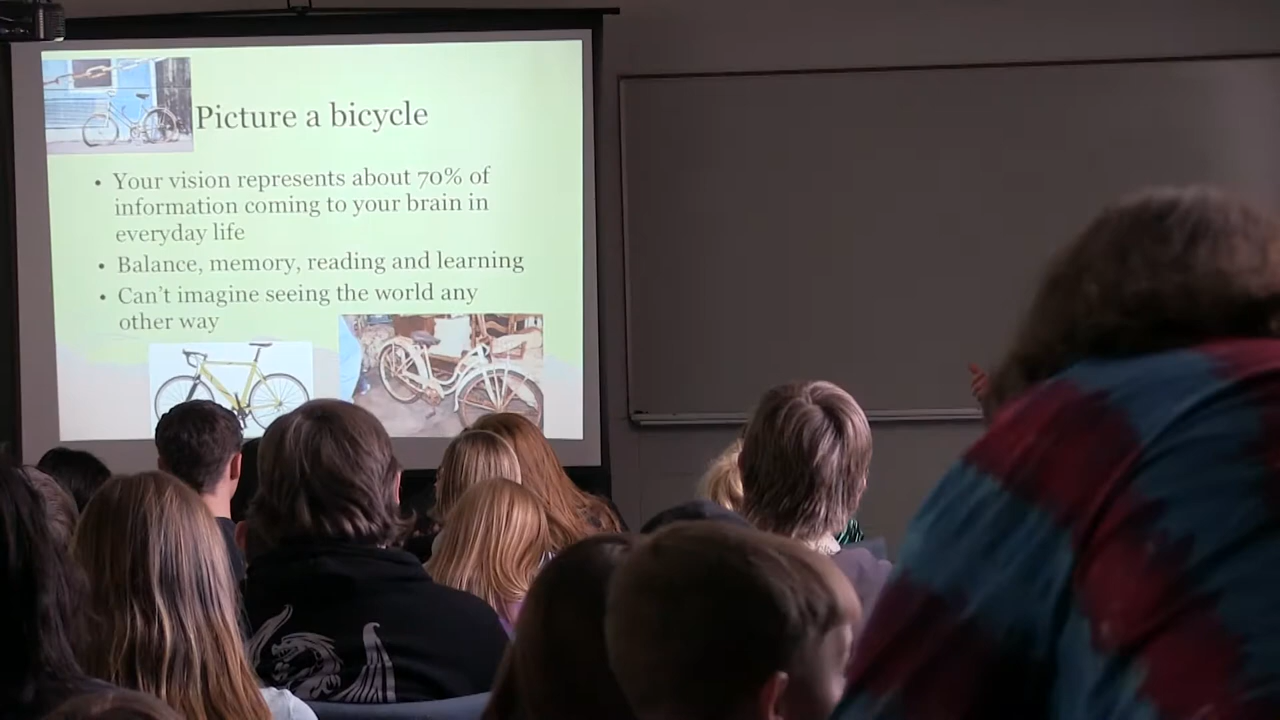 Picture a bicycle
• Your vision represents about 70% of
information coming to your brain in
everyday life
• Balance, memory, reading and learning
• Can't imagine seeing the world any
other way